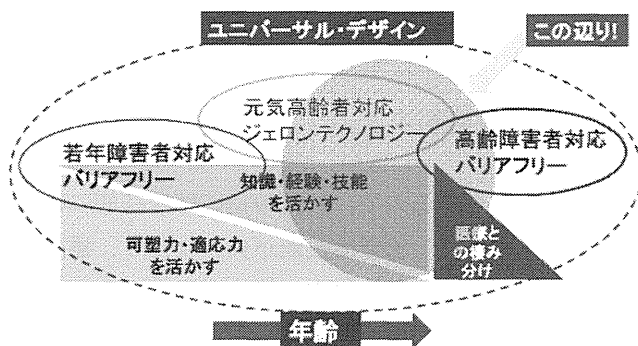 ユニバーサル・デザイン
この辺り!
元気高齢者対応
ジェロンテクノロジー
若年障害者対応
バリアフリー
高齢障害者対応
バリアフリー
知識・経験・技能
を活かす
可塑力・適応力
を活かす
医療と
の棲み
分け
年齢